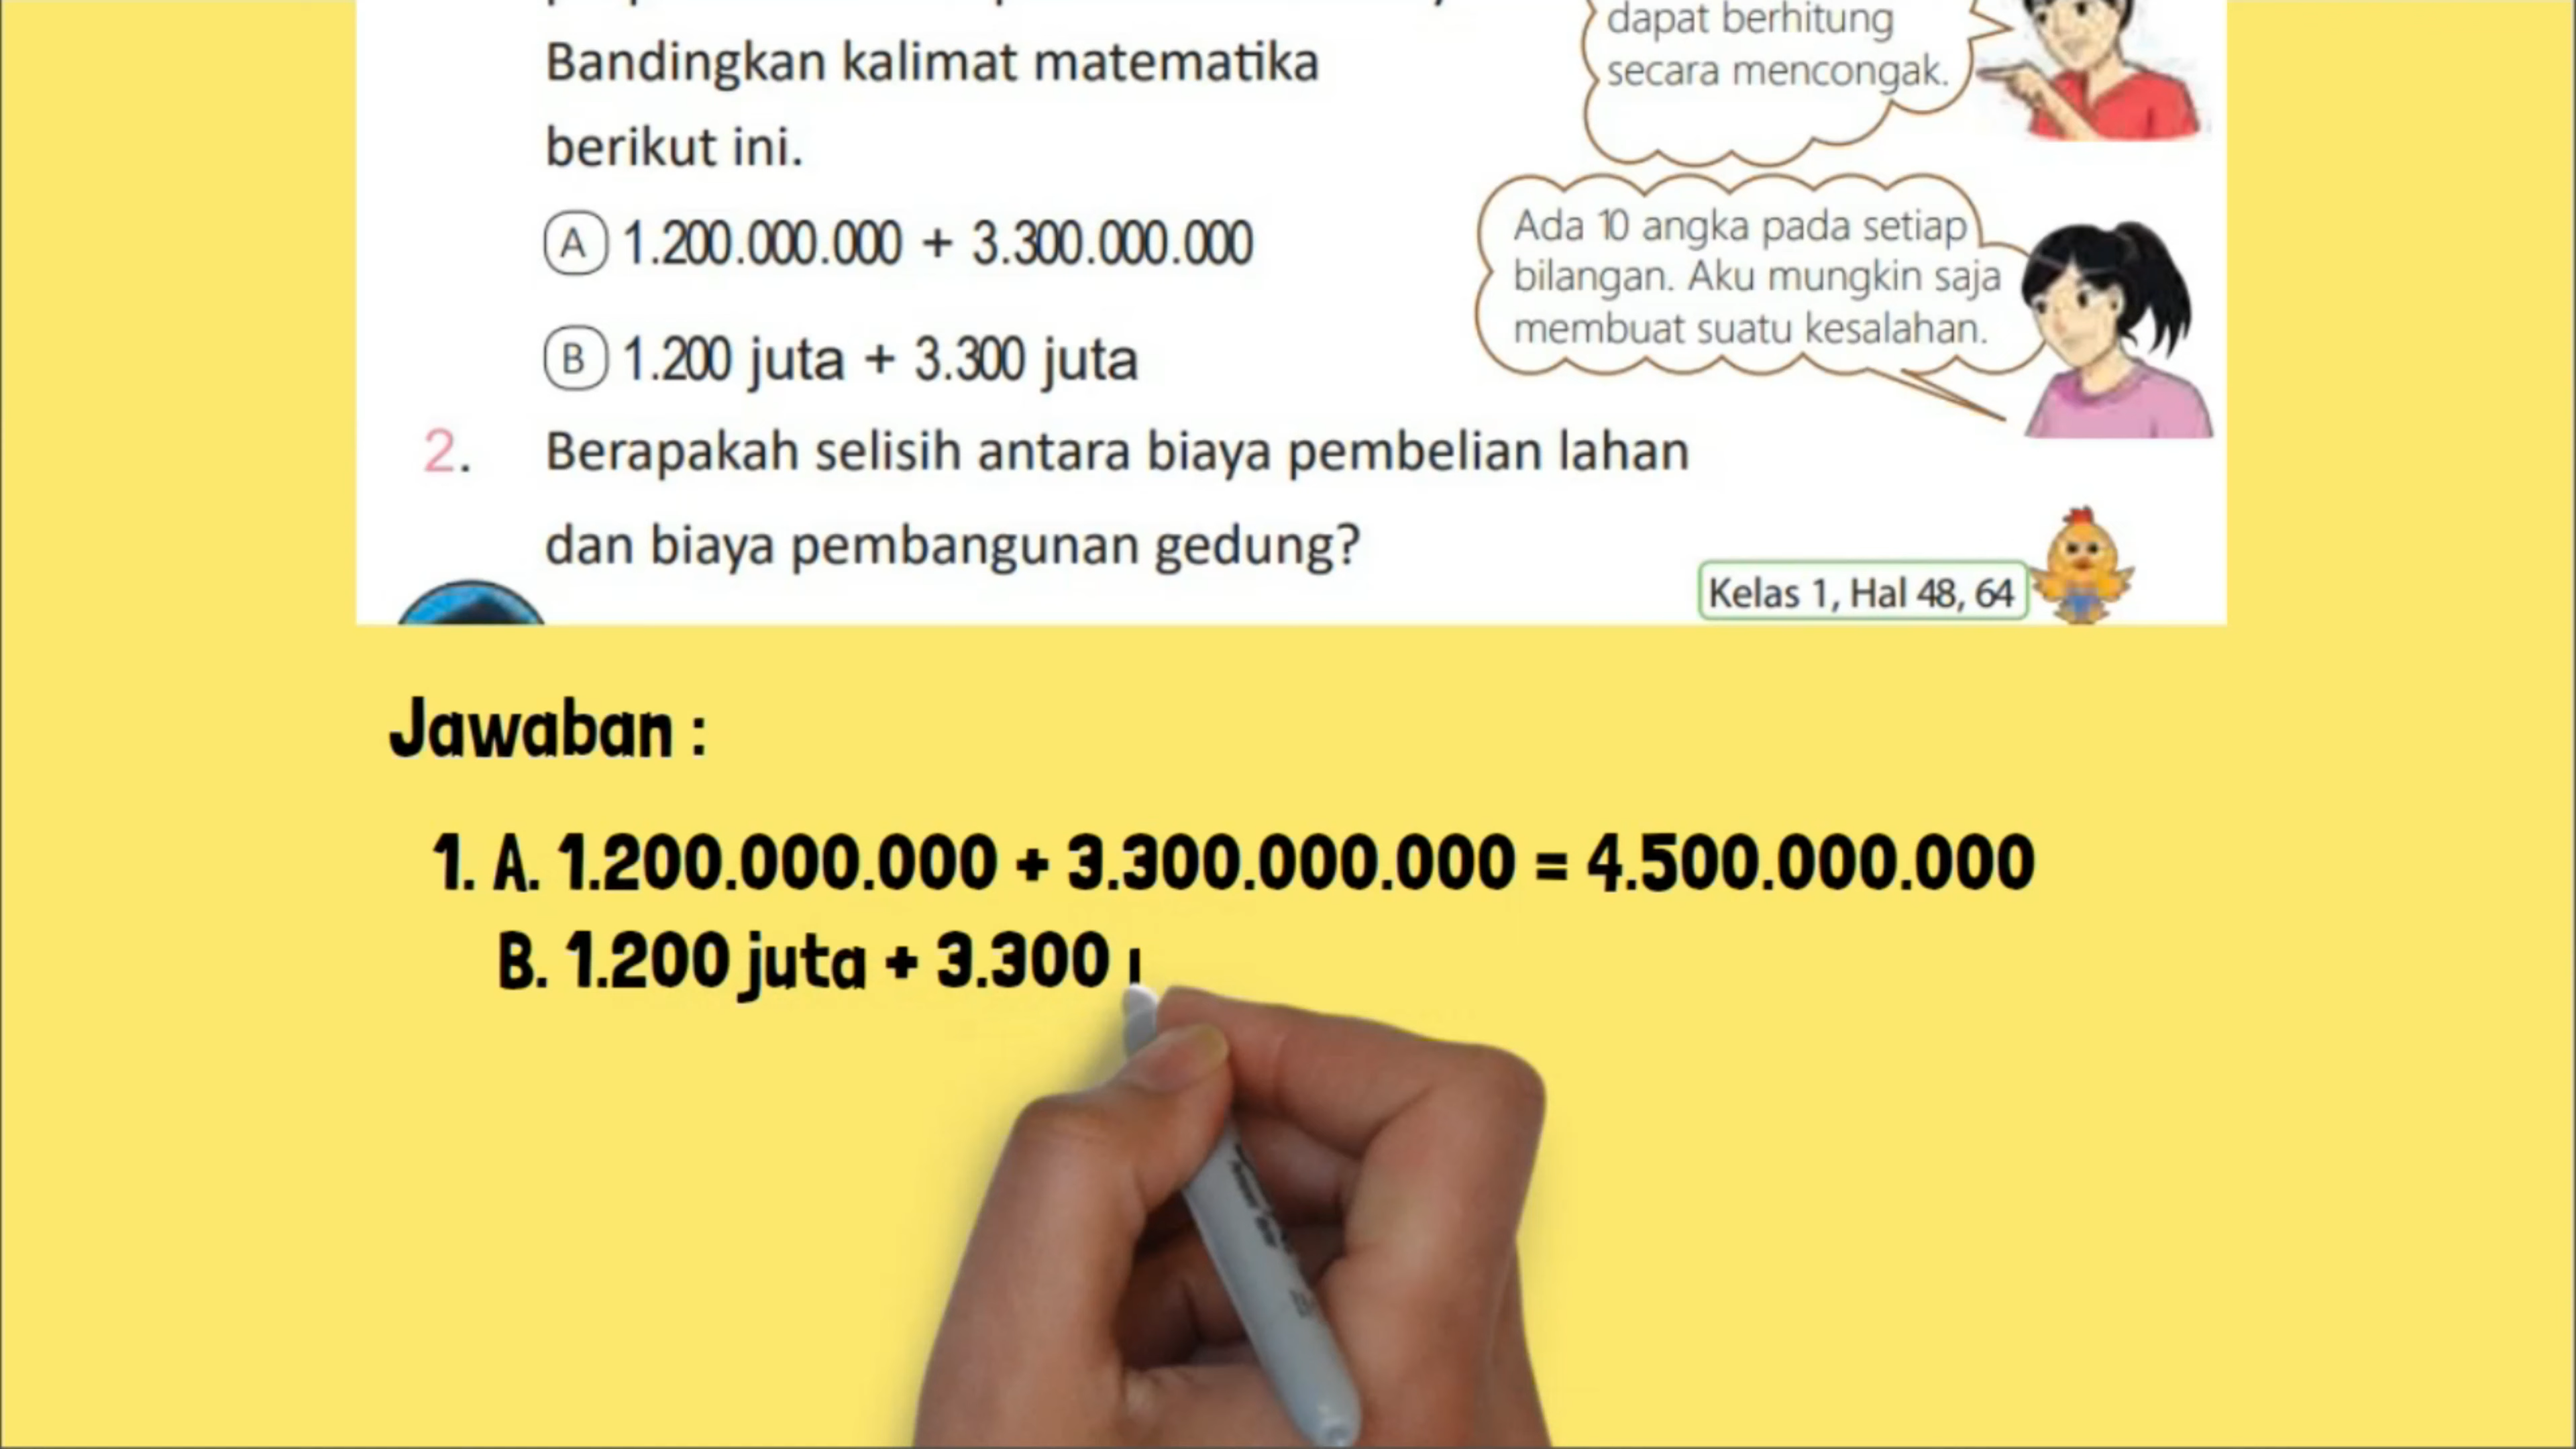 dapat berhitung
secara mencongak.
Bandingkan kalimat matematika
berikut ini.
A 1.200.000.000 + 3.300.000.000
B 1.200 juta + 3.300 juta
Ada 10 angka pada setiap
bilangan. Aku mungkin saja
membuat suatu kesalahan.
2. Berapakah selisih antara biaya pembelian lahan
dan biaya pembangunan gedung?
Kelas 1, Hal 48, 64
Jawaban :
1. A. 1.200.000.000 + 3.300.000.000 = 4.500.000.000
B. 1.200 juta + 3.300